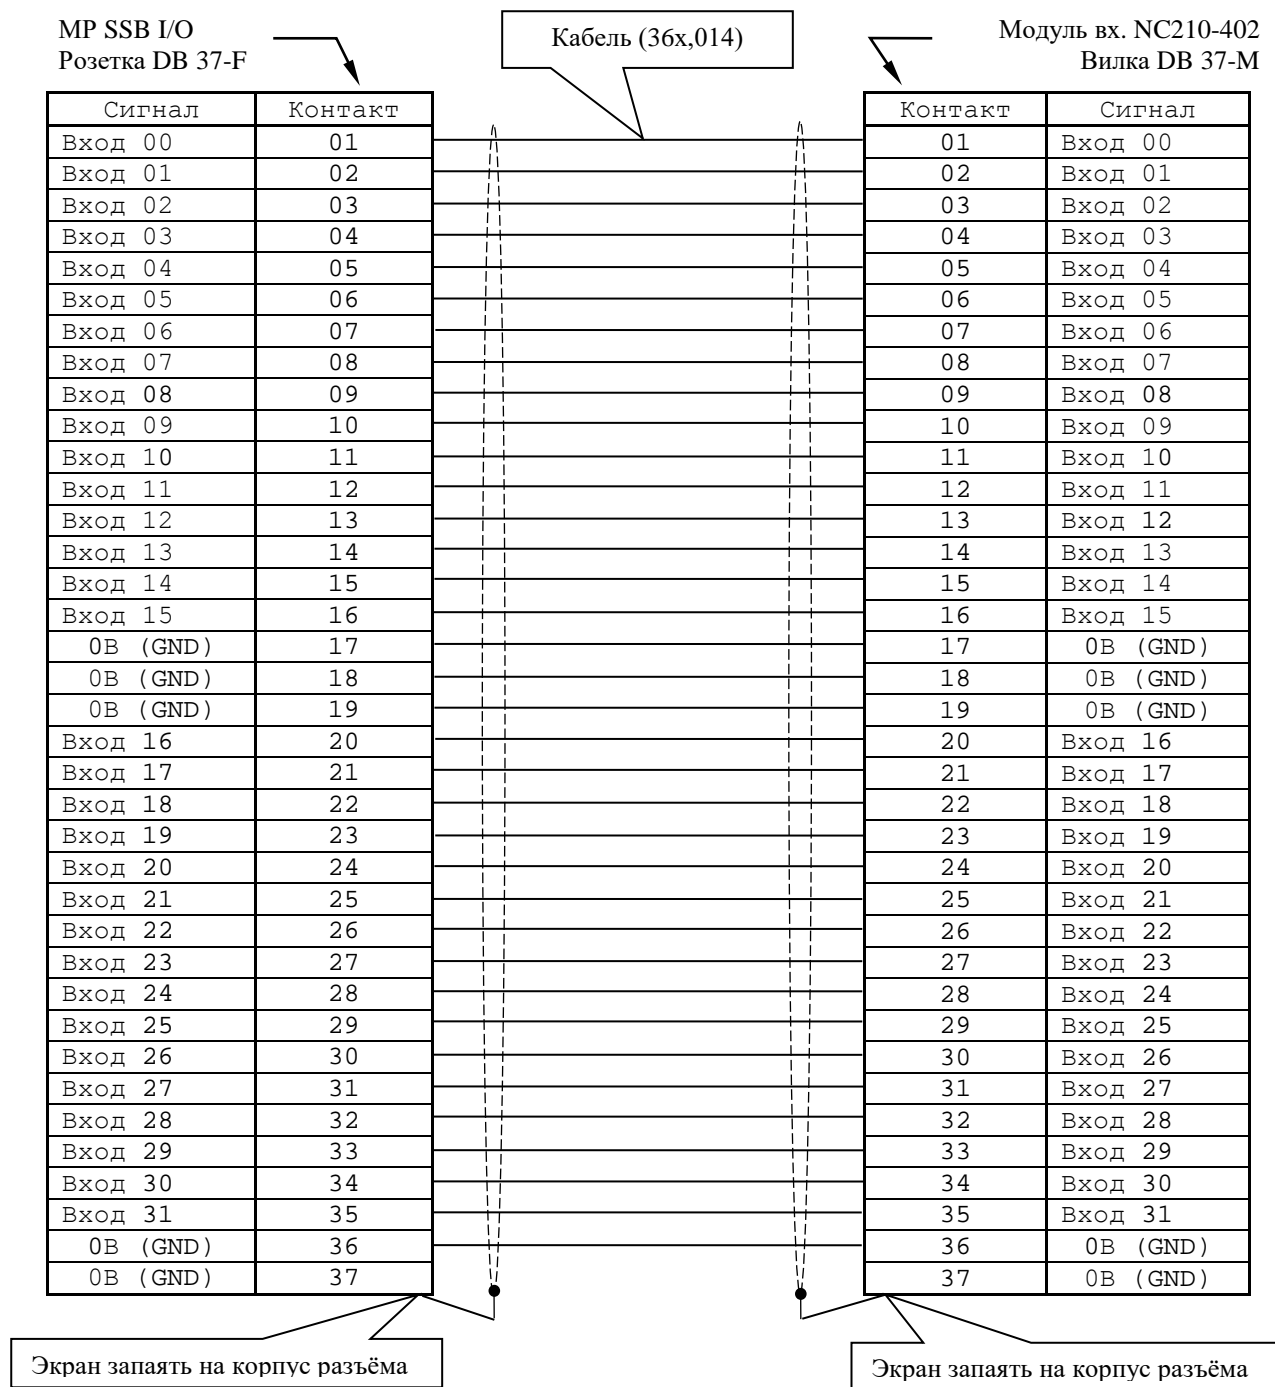 MP SSB I/O
Розетка DB 37-F
Кабель (36х,014)
Модуль вх. NC210-402
Вилка DB 37-M
Сигнал Контакт Контакт Сигнал
Вход 00 01 01 Вход 00
Вход 01 02 02 Вход 01
Вход 02 03 03 Вход 02
Вход 03 04 04 Вход 03
Вход 04 05 05 Вход 04
Вход 05 06 06 Вход 05
Вход 06 07 07 Вход 06
Вход 07 08 08 Вход 07
Вход 08 09 09 Вход 08
Вход 09 10 10 Вход 09
Вход 10 11 11 Вход 10
Вход 11 12 12 Вход 11
Вход 12 13 13 Вход 12
Вход 13 14 14 Вход 13
Вход 14 15 15 Вход 14
Вход 15 16 16 Вход 15
0В (GND) 17 17 0В (GND)
0В (GND) 18 18 0В (GND)
0В (GND) 19 19 0В (GND)
Вход 16 20 20 Вход 16
Вход 17 21 21 Вход 17
Вход 18 22 22 Вход 18
Вход 19 23 23 Вход 19
Вход 20 24 24 Вход 20
Вход 21 25 25 Вход 21
Вход 22 26 26 Вход 22
Вход 23 27 27 Вход 23
Вход 24 28 28 Вход 24
Вход 25 29 29 Вход 25
Вход 26 30 30 Вход 26
Вход 27 31 31 Вход 27
Вход 28 32 32 Вход 28
Вход 29 33 33 Вход 29
Вход 30 34 34 Вход 30
Вход 31 35 35 Вход 31
0В (GND) 36 36 0В (GND)
0В (GND) 37 37 0В (GND)
Экран запаять на корпус разъёма
Экран запаять на корпус разъёма